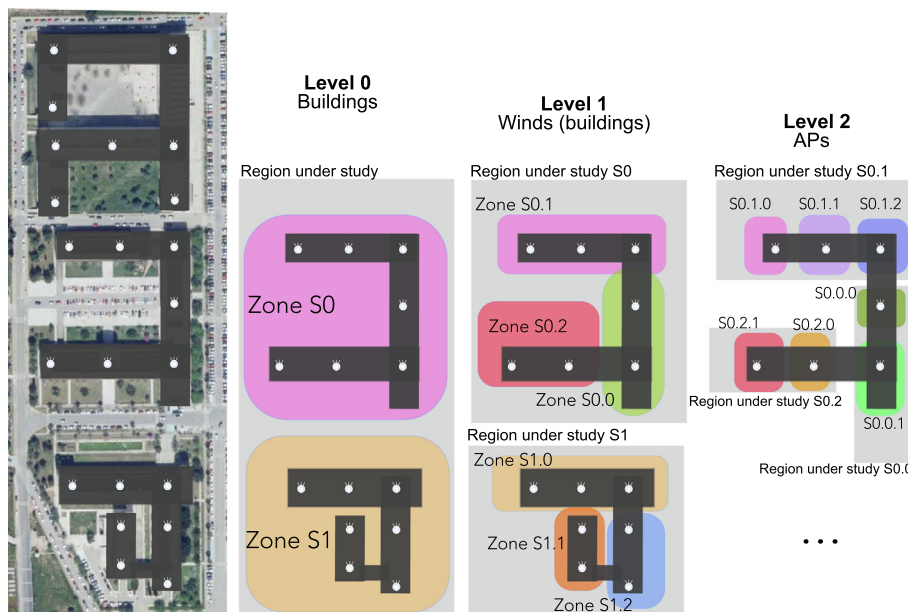 Level 0
Buildings
Region under study
Zone S0
Zone S1
Level 1
Winds (buildings)
Region under study S0
Zone S0.1
Zone S0.2
Zone S0.0
Region under study S1
Zone S1.0
Zone S1.1
Zone S1.2
Level 2
APs
Region under study S0.1
S0.1.0
S0.1.1
S0.1.2
S0.0.0
S0.2.1
S0.2.0
Region under study S0.2
S0.0.1
Region under study S0.0
...